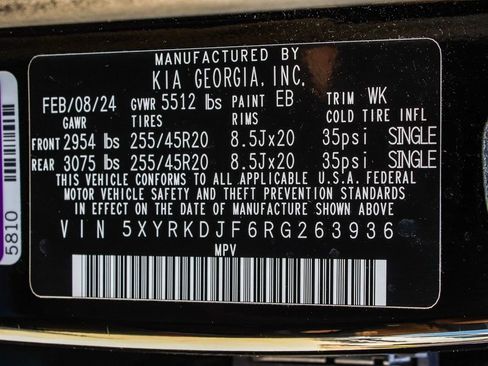 MANUFACTURED BY
KIA GEORGIA, INC.
FEB/08/24 GVWR 5512 lbs PAINT EB TRIM WK
GAWR TIRES RIMS COLD TIRE INFL
FRONT 2954 lbs 255/45R20 8.5Jx20 35psi SINGLE
REAR 3075 lbs 255/45R20 8.5Jx20 35psi SINGLE
THIS VEHICLE CONFORMS TO ALL APPLICABLE U.S.A. FEDERAL
MOTOR VEHICLE SAFETY AND THEFT PREVENTION STANDARDS
IN EFFECT ON THE DATE OF MANUFACTURE SHOWN ABOVE
VIN 5XYRKDJF6RG263936
MPV
5810